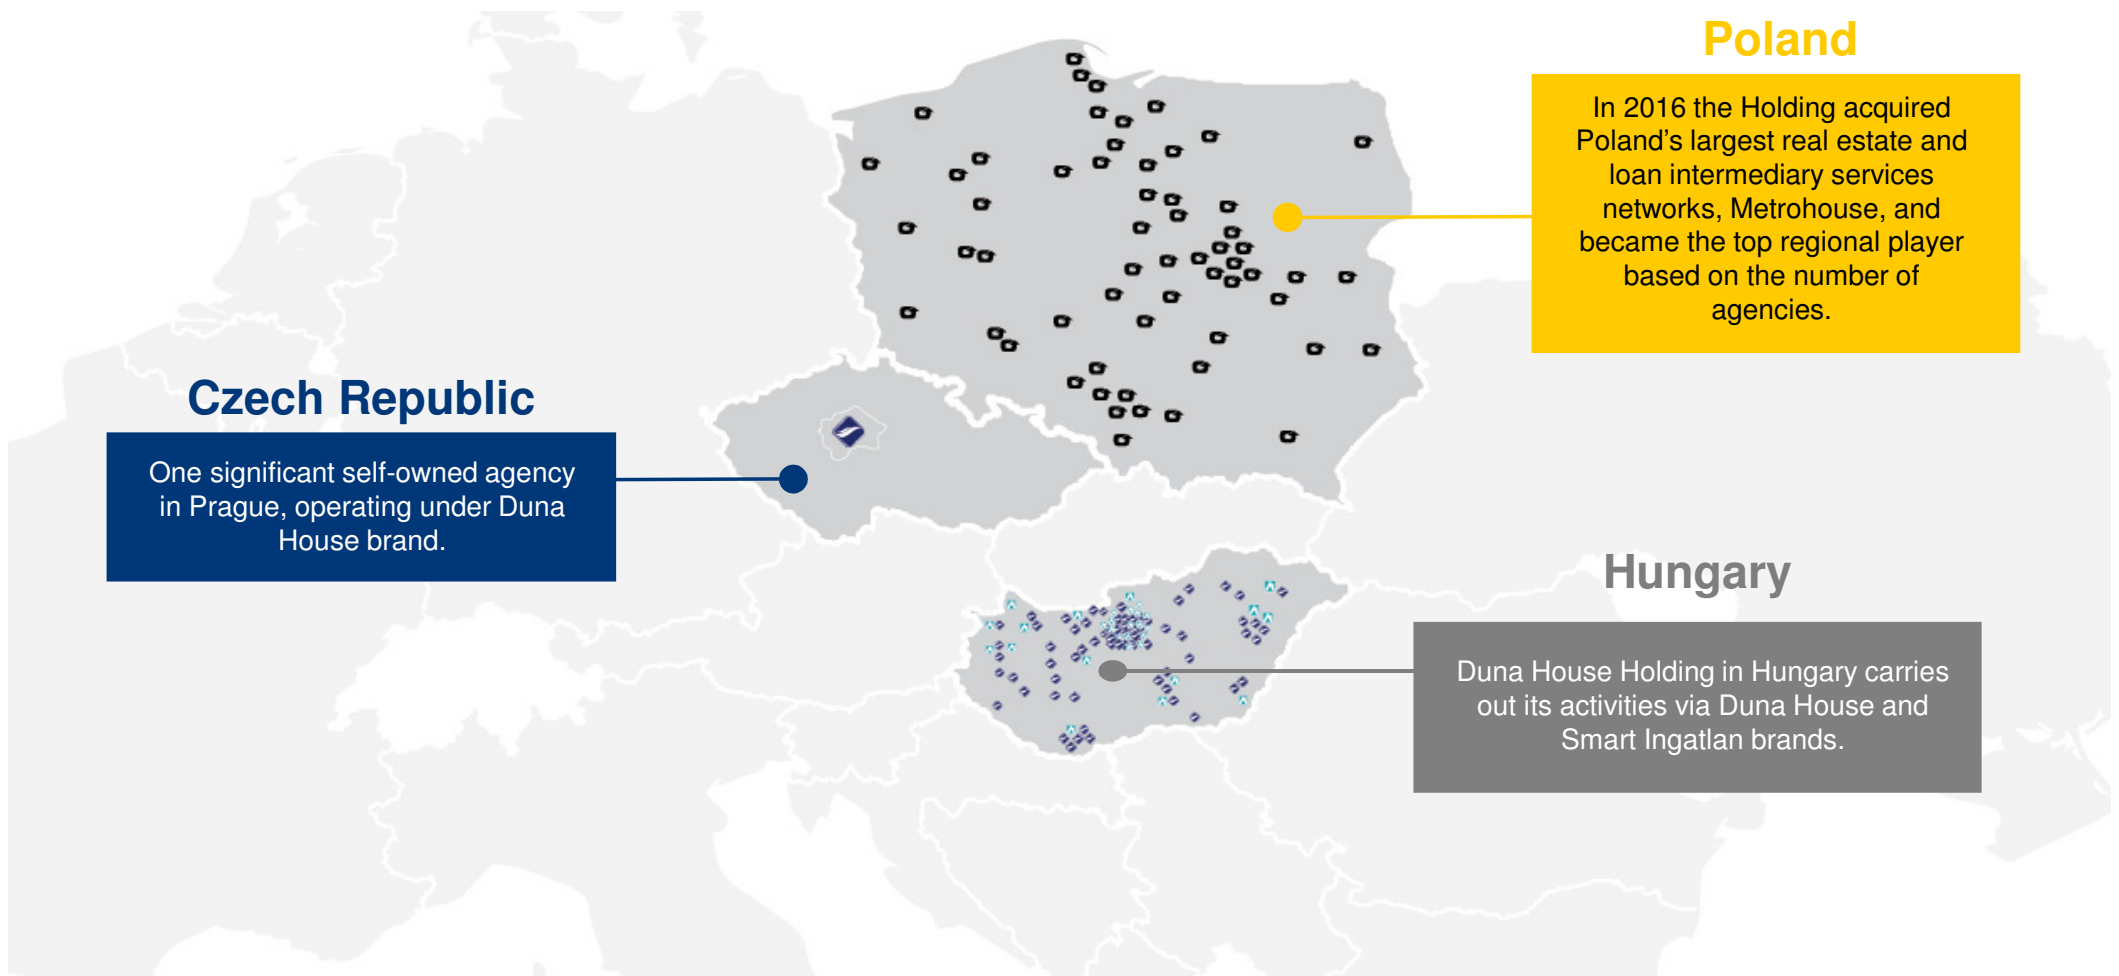 Poland
In 2016 the Holding acquired
Poland's largest real estate and
loan intermediary services
networks, Metrohouse, and
became the top regional player
based on the number of
agencies.
Czech Republic
One significant self-owned agency
in Prague, operating under Duna
House brand.
Hungary
Duna House Holding in Hungary carries
out its activities via Duna House and
Smart Ingatlan brands.